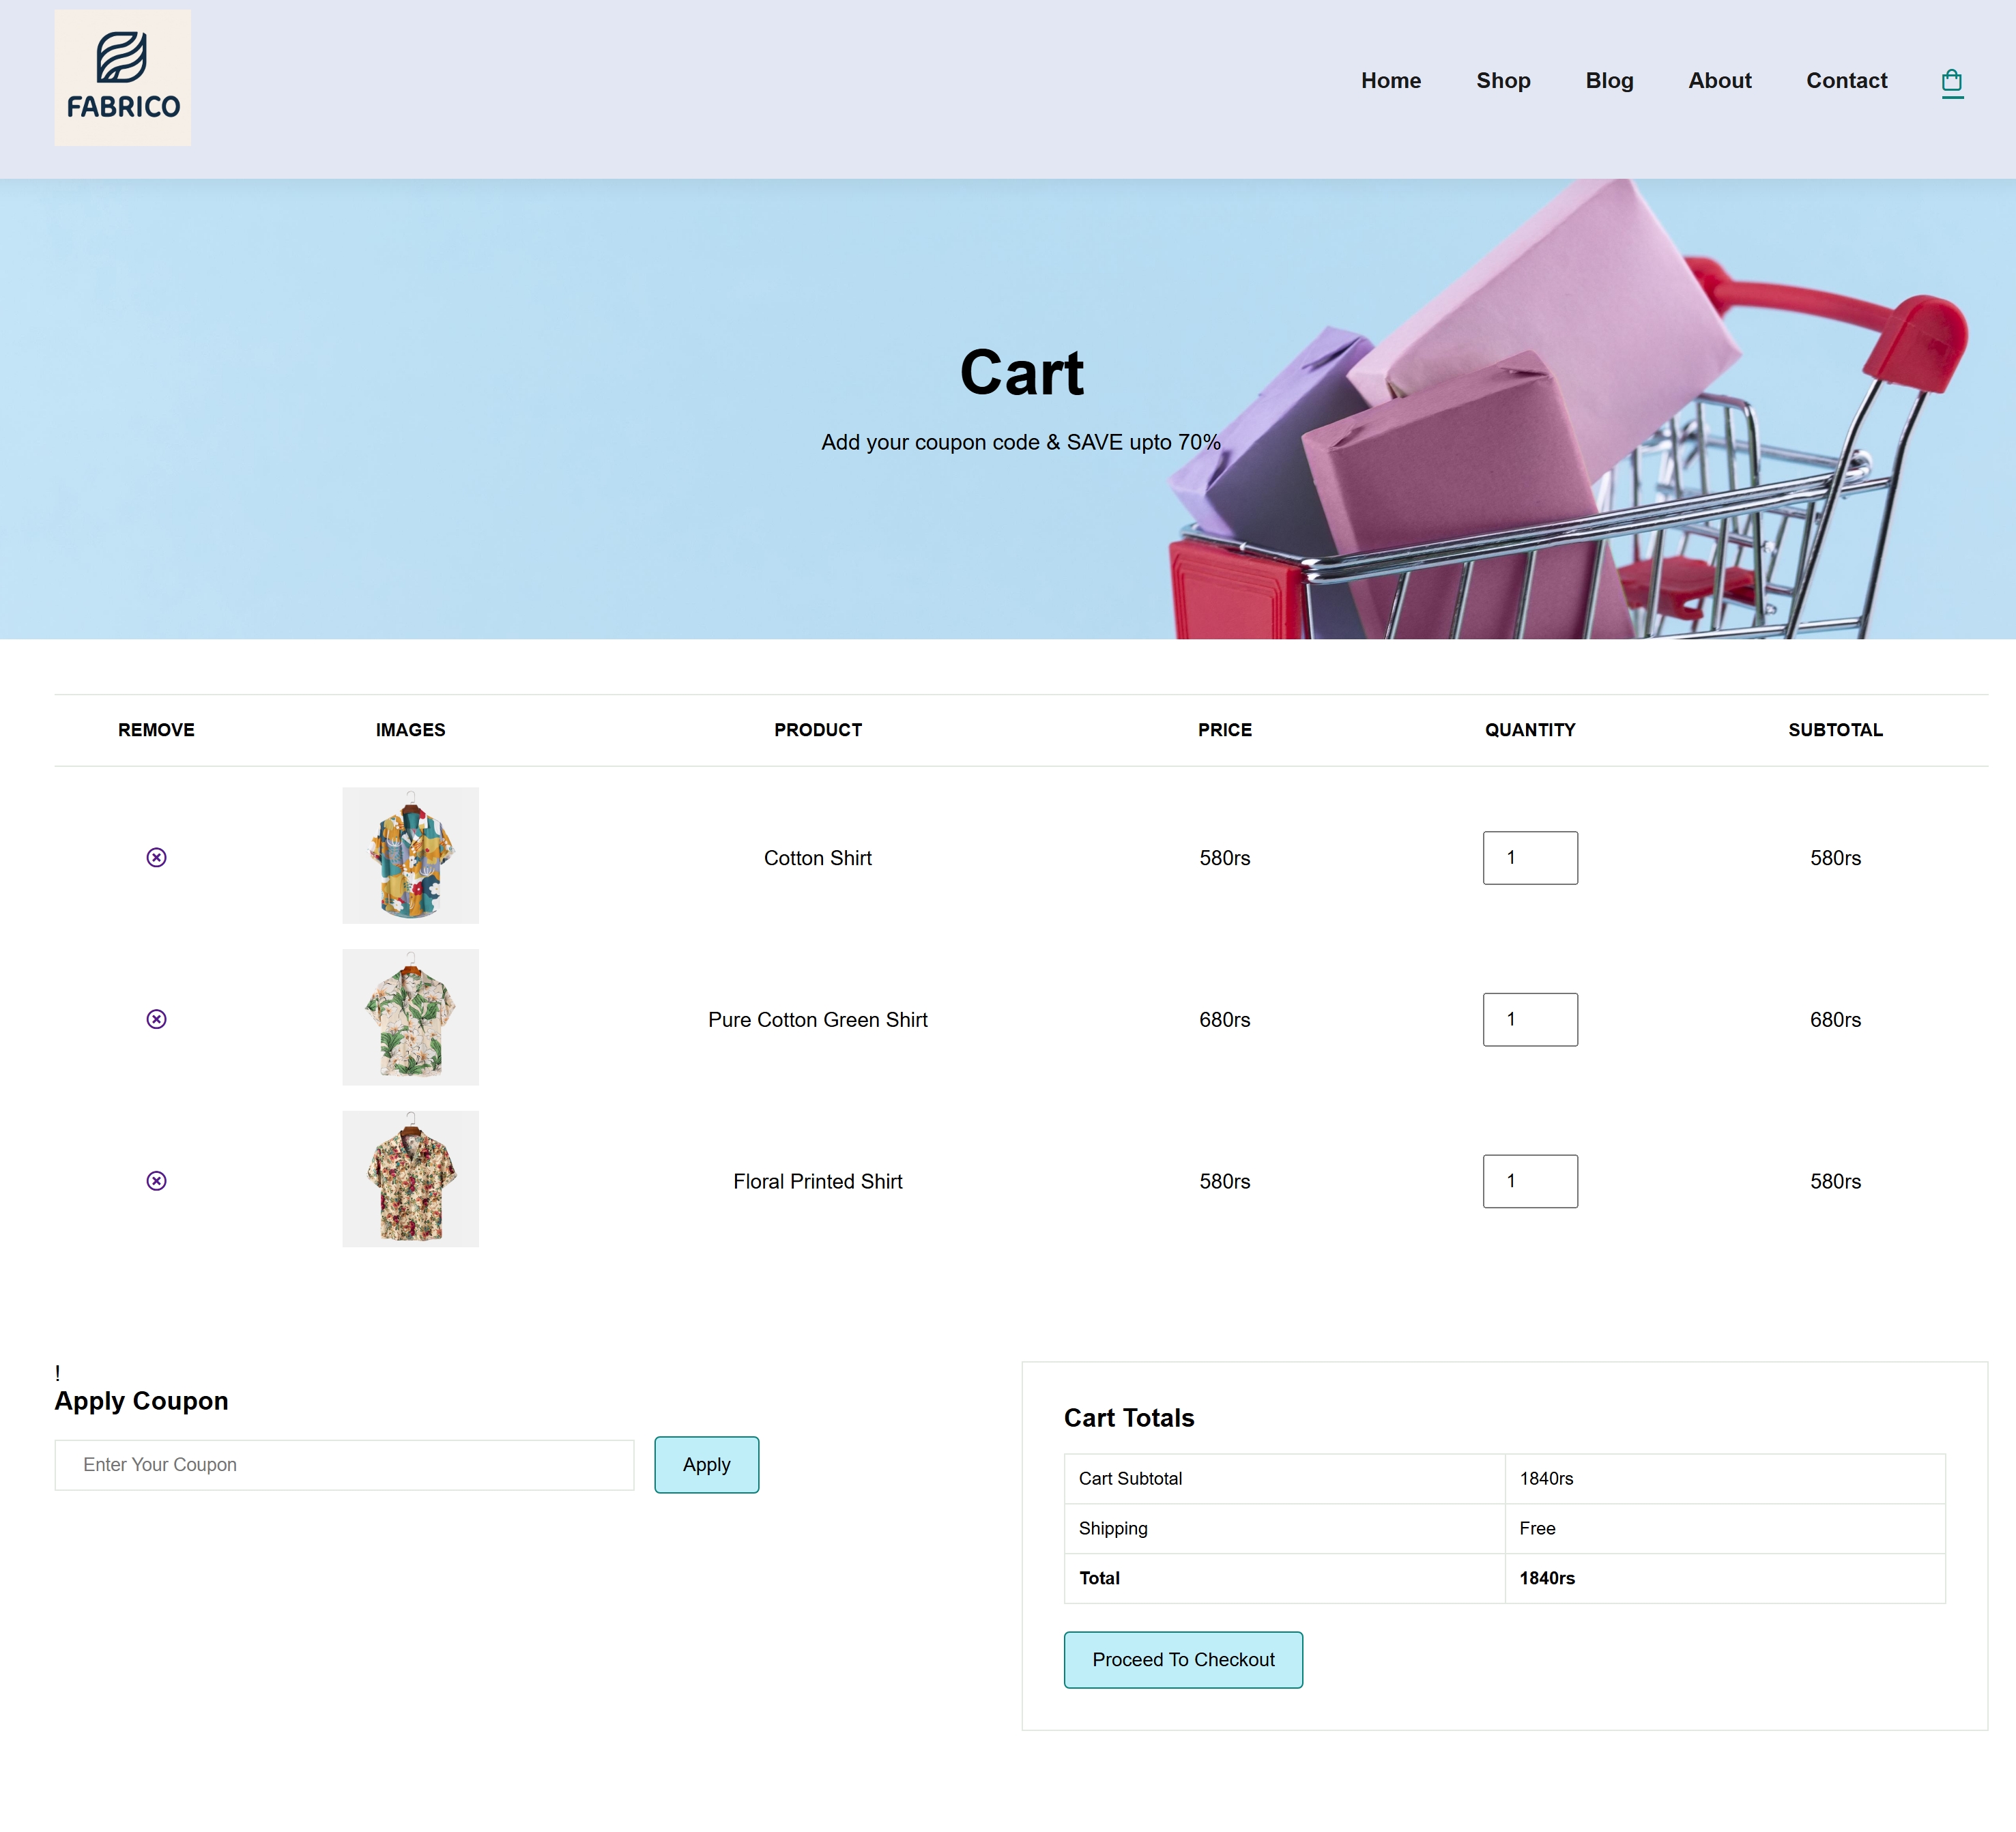 FABRICO
Home Shop Blog About Contact
Cart
Add your coupon code & SAVE upto 70%
REMOVE IMAGES PRODUCT PRICE QUANTITY SUBTOTAL
Cotton Shirt 580rs 1 580rs
Pure Cotton Green Shirt 680rs 1 680rs
Floral Printed Shirt 580rs 1 580rs
!
Apply Coupon
Enter Your Coupon Apply
Cart Totals
Cart Subtotal 1840rs
Shipping Free
Total 1840rs
Proceed To Checkout